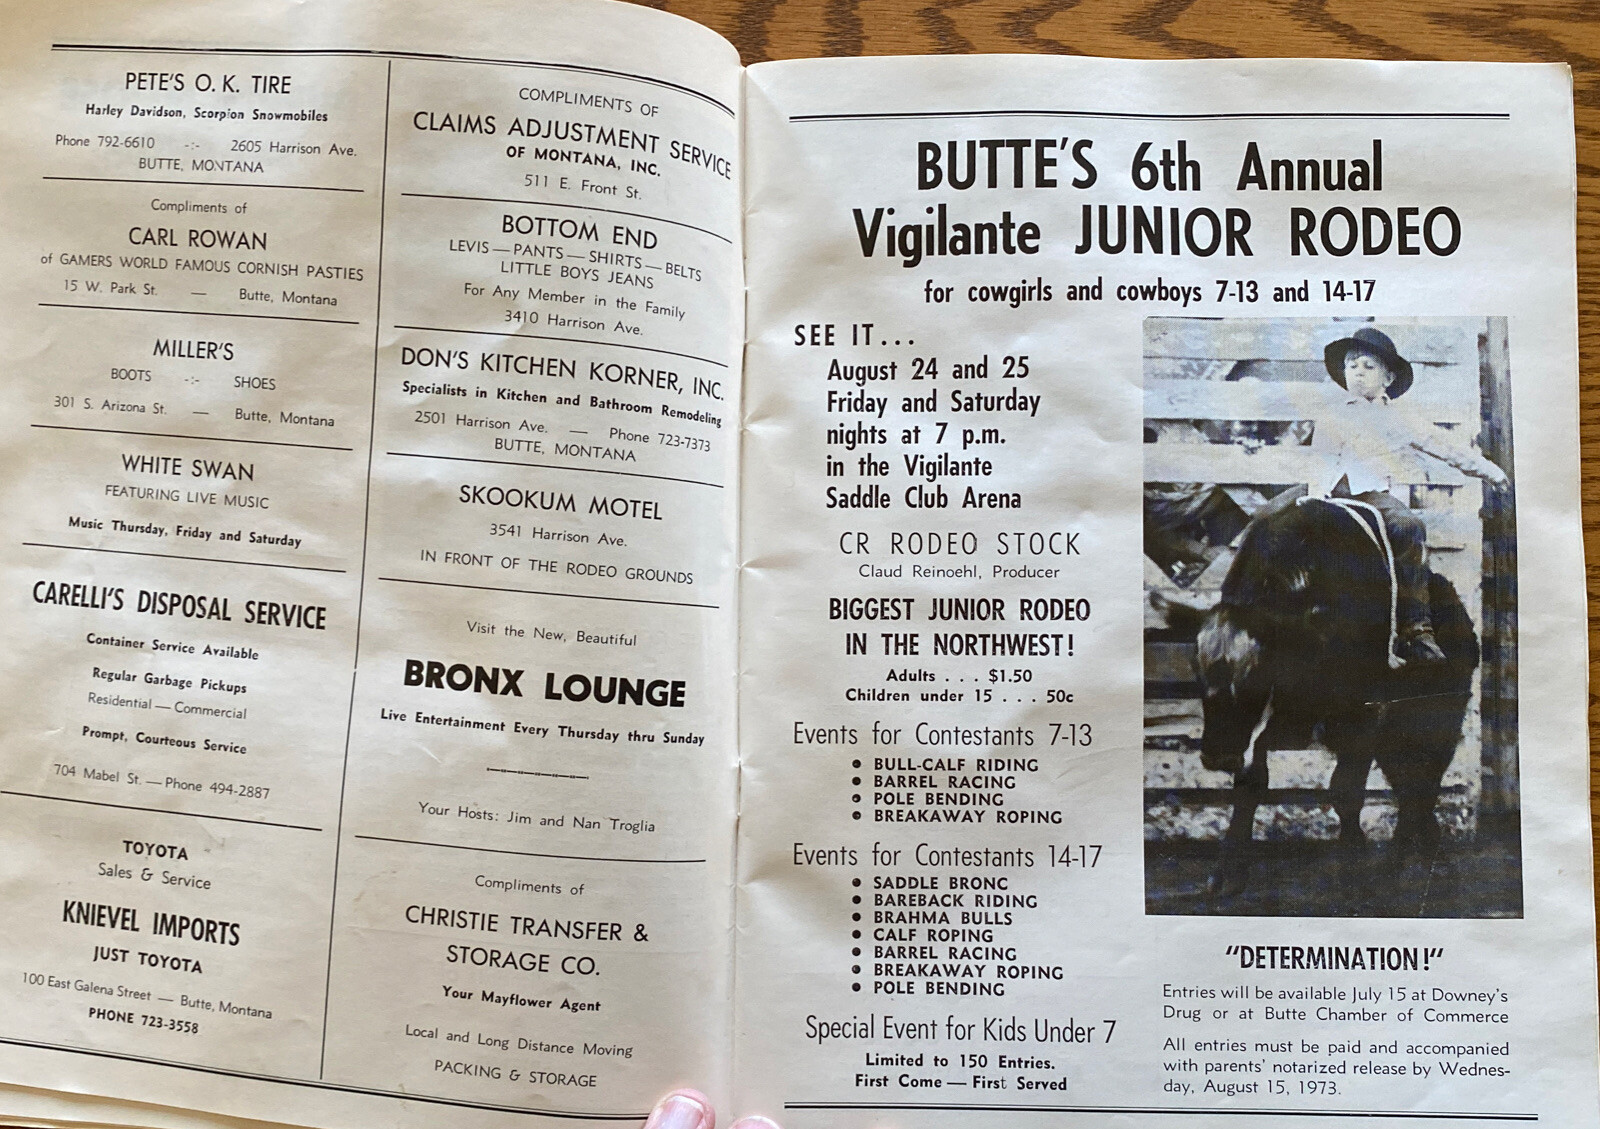 PETE'S O. K. TIRE
Harley Davidson, Scorpion Snowmobiles
Phone 792-6610 -:- 2605 Harrison Ave.
BUTTE, MONTANA
Compliments of
CARL ROWAN
of GAMERS WORLD FAMOUS CORNISH PASTIES
15 W. Park St. — Butte, Montana
MILLER'S
BOOTS -:- SHOES
301 S. Arizona St. — Butte, Montana
WHITE SWAN
FEATURING LIVE MUSIC
Music Thursday, Friday and Saturday
CARELLI'S DISPOSAL SERVICE
Container Service Available
Regular Garbage Pickups
Residential — Commercial
Prompt, Courteous Service
704 Mabel St. — Phone 494-2887
TOYOTA
Sales & Service
KNIEVEL IMPORTS
JUST TOYOTA
100 East Galena Street — Butte, Montana
PHONE 723-3558
COMPLIMENTS OF
CLAIMS ADJUSTMENT SERVICE
OF MONTANA, INC.
511 E. Front St.
BOTTOM END
LEVIS — PANTS — SHIRTS — BELTS
LITTLE BOYS JEANS
For Any Member in the Family
3410 Harrison Ave.
DON'S KITCHEN KORNER, INC.
Specialists in Kitchen and Bathroom Remodeling
2501 Harrison Ave. — Phone 723-7373
BUTTE, MONTANA
SKOOKUM MOTEL
3541 Harrison Ave.
IN FRONT OF THE RODEO GROUNDS
Visit the New, Beautiful
BRONX LOUNGE
Live Entertainment Every Thursday thru Sunday
Your Hosts: Jim and Nan Troglia
Compliments of
CHRISTIE TRANSFER &
STORAGE CO.
Your Mayflower Agent
Local and Long Distance Moving
PACKING & STORAGE
BUTTE'S 6th Annual
Vigilante JUNIOR RODEO
for cowgirls and cowboys 7-13 and 14-17
SEE IT...
August 24 and 25
Friday and Saturday
nights at 7 p.m.
in the Vigilante
Saddle Club Arena
CR RODEO STOCK
Claud Reinoehl, Producer
BIGGEST JUNIOR RODEO
IN THE NORTHWEST!
Adults . . . $1.50
Children under 15 . . . 50c
Events for Contestants 7-13
• BULL-CALF RIDING
• BARREL RACING
• POLE BENDING
• BREAKAWAY ROPING
Events for Contestants 14-17
• SADDLE BRONC
• BAREBACK RIDING
• BRAHMA BULLS
• CALF ROPING
• BARREL RACING
• BREAKAWAY ROPING
• POLE BENDING
Special Event for Kids Under 7
Limited to 150 Entries.
First Come — First Served
"DETERMINATION!"
Entries will be available July 15 at Downey's
Drug or at Butte Chamber of Commerce
All entries must be paid and accompanied
with parents' notarized release by Wednes-
day, August 15, 1973.